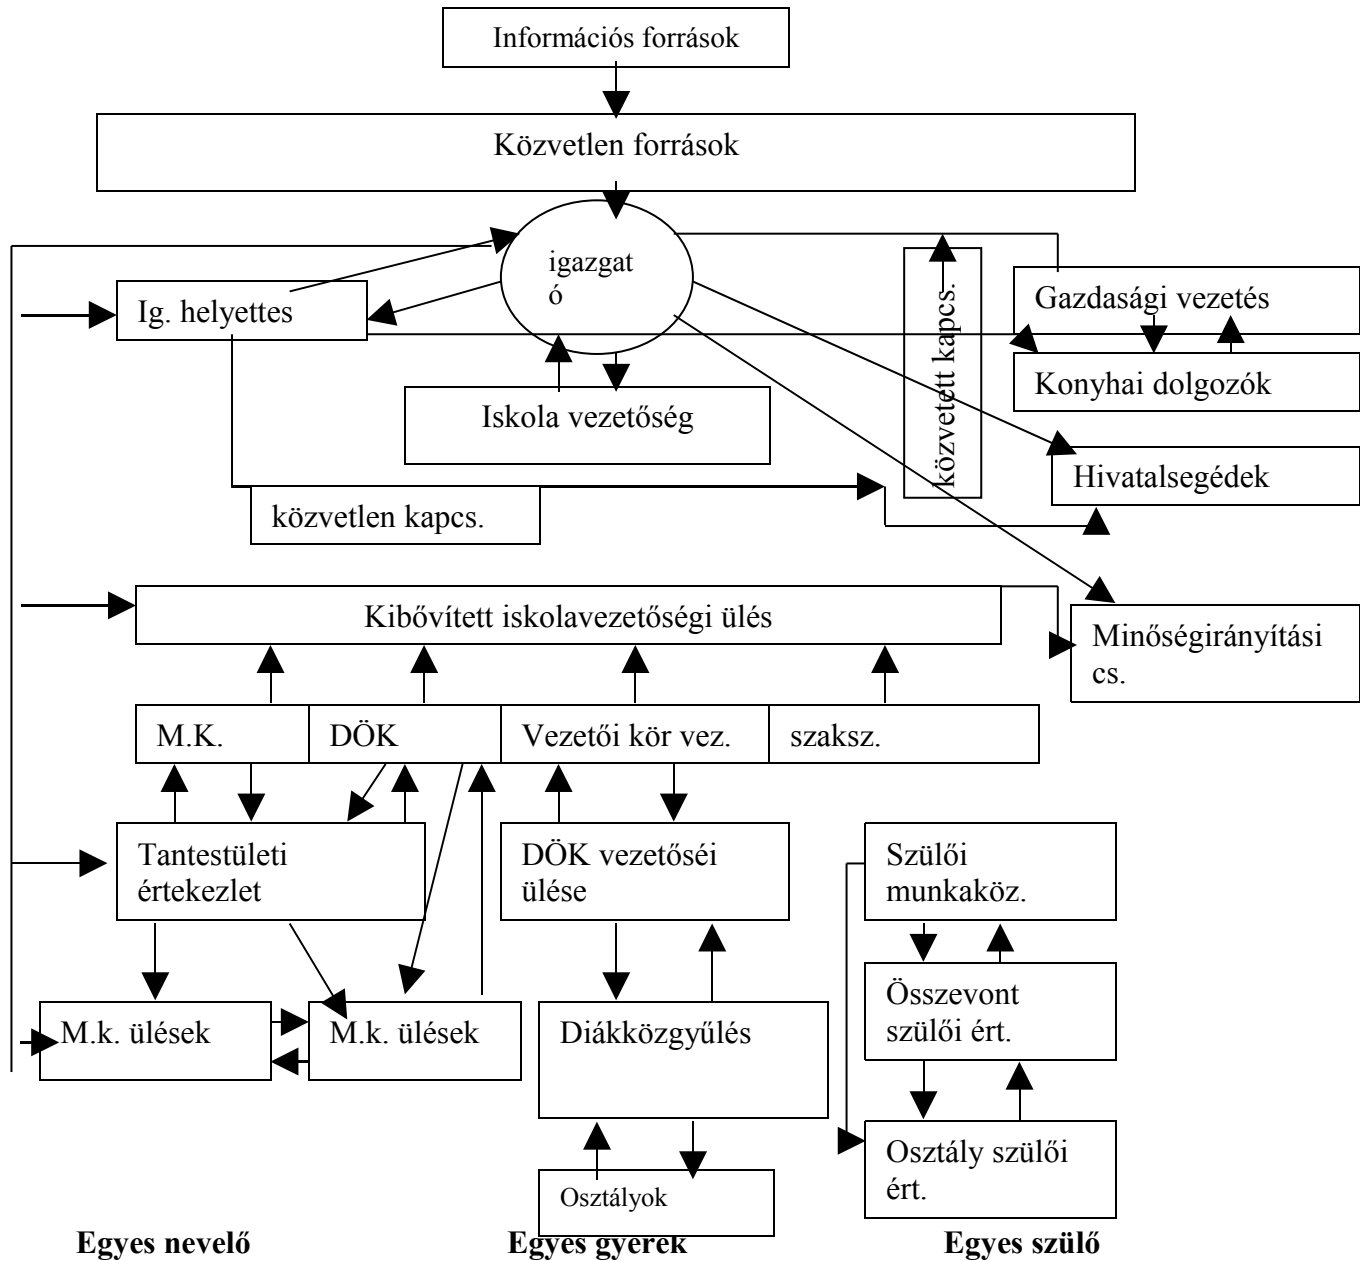 Információs források
Közvetlen források
igazgat
ó
Ig. helyettes
közvetett kapcs.
Gazdasági vezetés
Konyhai dolgozók
Iskola vezetőség
Hivatalsegédek
közvetlen kapcs.
Kibővített iskolavezetőségi ülés
Minőségirányítási
cs.
M.K.
DÖK
Vezetői kör vez.
szaksz.
Tantestületi
értekezlet
DÖK vezetőséi
ülése
Szülői
munkaköz.
M.k. ülések
M.k. ülések
Diákközgyűlés
Összevont
szülői ért.
Osztályok
Osztály szülői
ért.
Egyes nevelő
Egyes gyerek
Egyes szülő